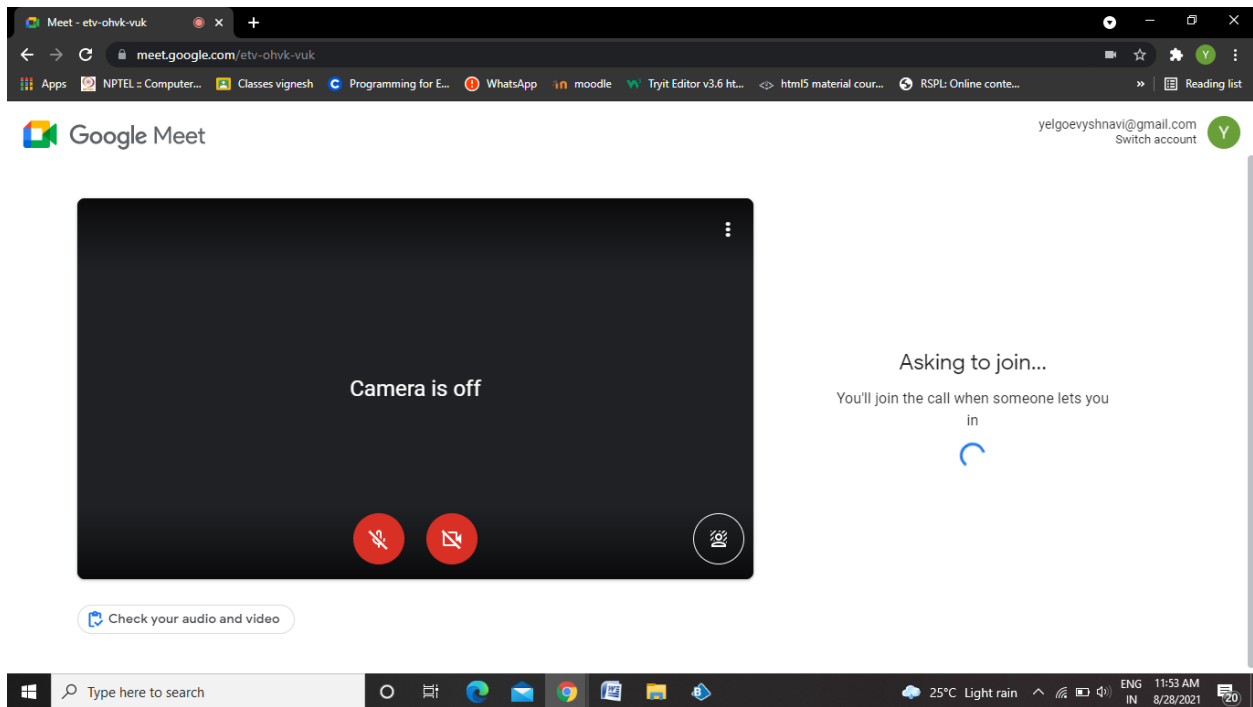 Meet - etv-ohvk-vuk
meet.google.com/etv-ohvk-vuk
Y
Apps NPTEL :: Computer... Classes vignesh Programming for E... WhatsApp moodle Tryit Editor v3.6 ht... html5 material cour... RSPL: Online conte... » Reading list
Google Meet
yelgoevyshnavi@gmail.com
Switch account
Y
Camera is off
Asking to join...
You'll join the call when someone lets you
in
Check your audio and video
Type here to search
25°C Light rain
ENG
IN
11:53 AM
8/28/2021
20